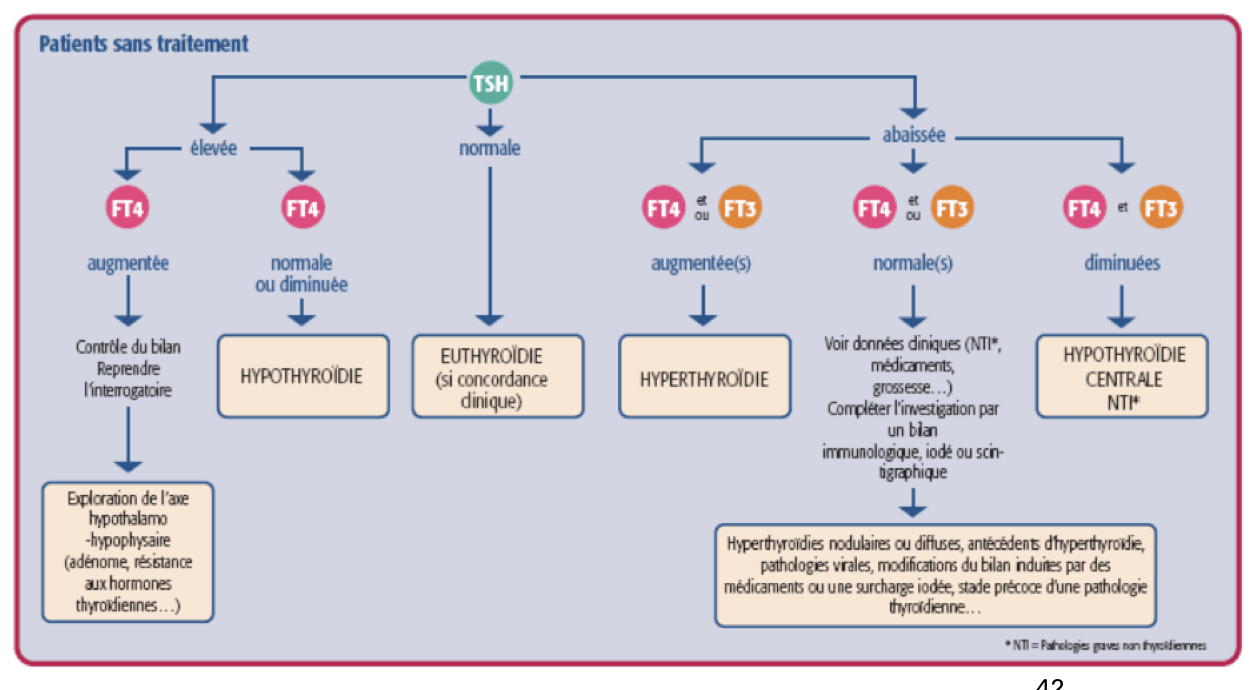 Patients sans traitement
TSH
élevée
normale
abaissée
FT4
FT4
FT4 et ou FT3
FT4 et ou FT3
FT4 et FT3
augmentée
normale
ou diminuée
augmentée(s)
normale(s)
diminuées
Contrôle du bilan
Reprendre
l'interrogatoire
HYPOTHYROÏDIE
EUTHYROÏDIE
(si concordance
clinique)
HYPERTHYROÏDIE
Voir données cliniques (NTI*,
médicaments,
grossesse...)
Compléter l'investigation par
un bilan
immunologique, iodé ou scin-
tigraphique
HYPOTHYROÏDIE
CENTRALE
NTI*
Exploration de l'axe
hypothalamo
-hypophysaire
(adénome, résistance
aux hormones
thyroïdiennes...)
Hyperthyroïdies nodulaires ou diffuses, antécédents d'hyperthyroïdie,
pathologies virales, modifications du bilan induites par des
médicaments ou une surcharge iodée, stade précoce d'une pathologie
thyroïdienne...
* NTI = Pathologies graves non thyroïdiennnes
42